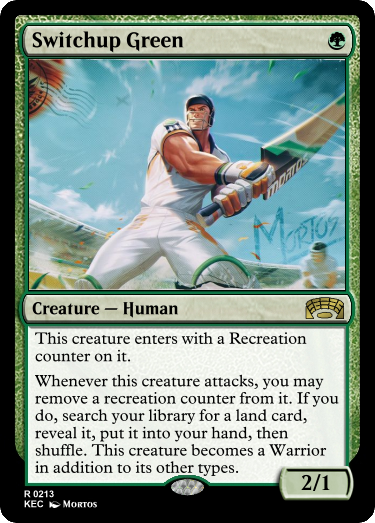 Switchup Green
mortos
MORTOS
Creature — Human
This creature enters with a Recreation
counter on it.
Whenever this creature attacks, you may
remove a recreation counter from it. If you
do, search your library for a land card,
reveal it, put it into your hand, then
shuffle. This creature becomes a Warrior
in addition to its other types.
2/1
R 0213
KEC MORTOS